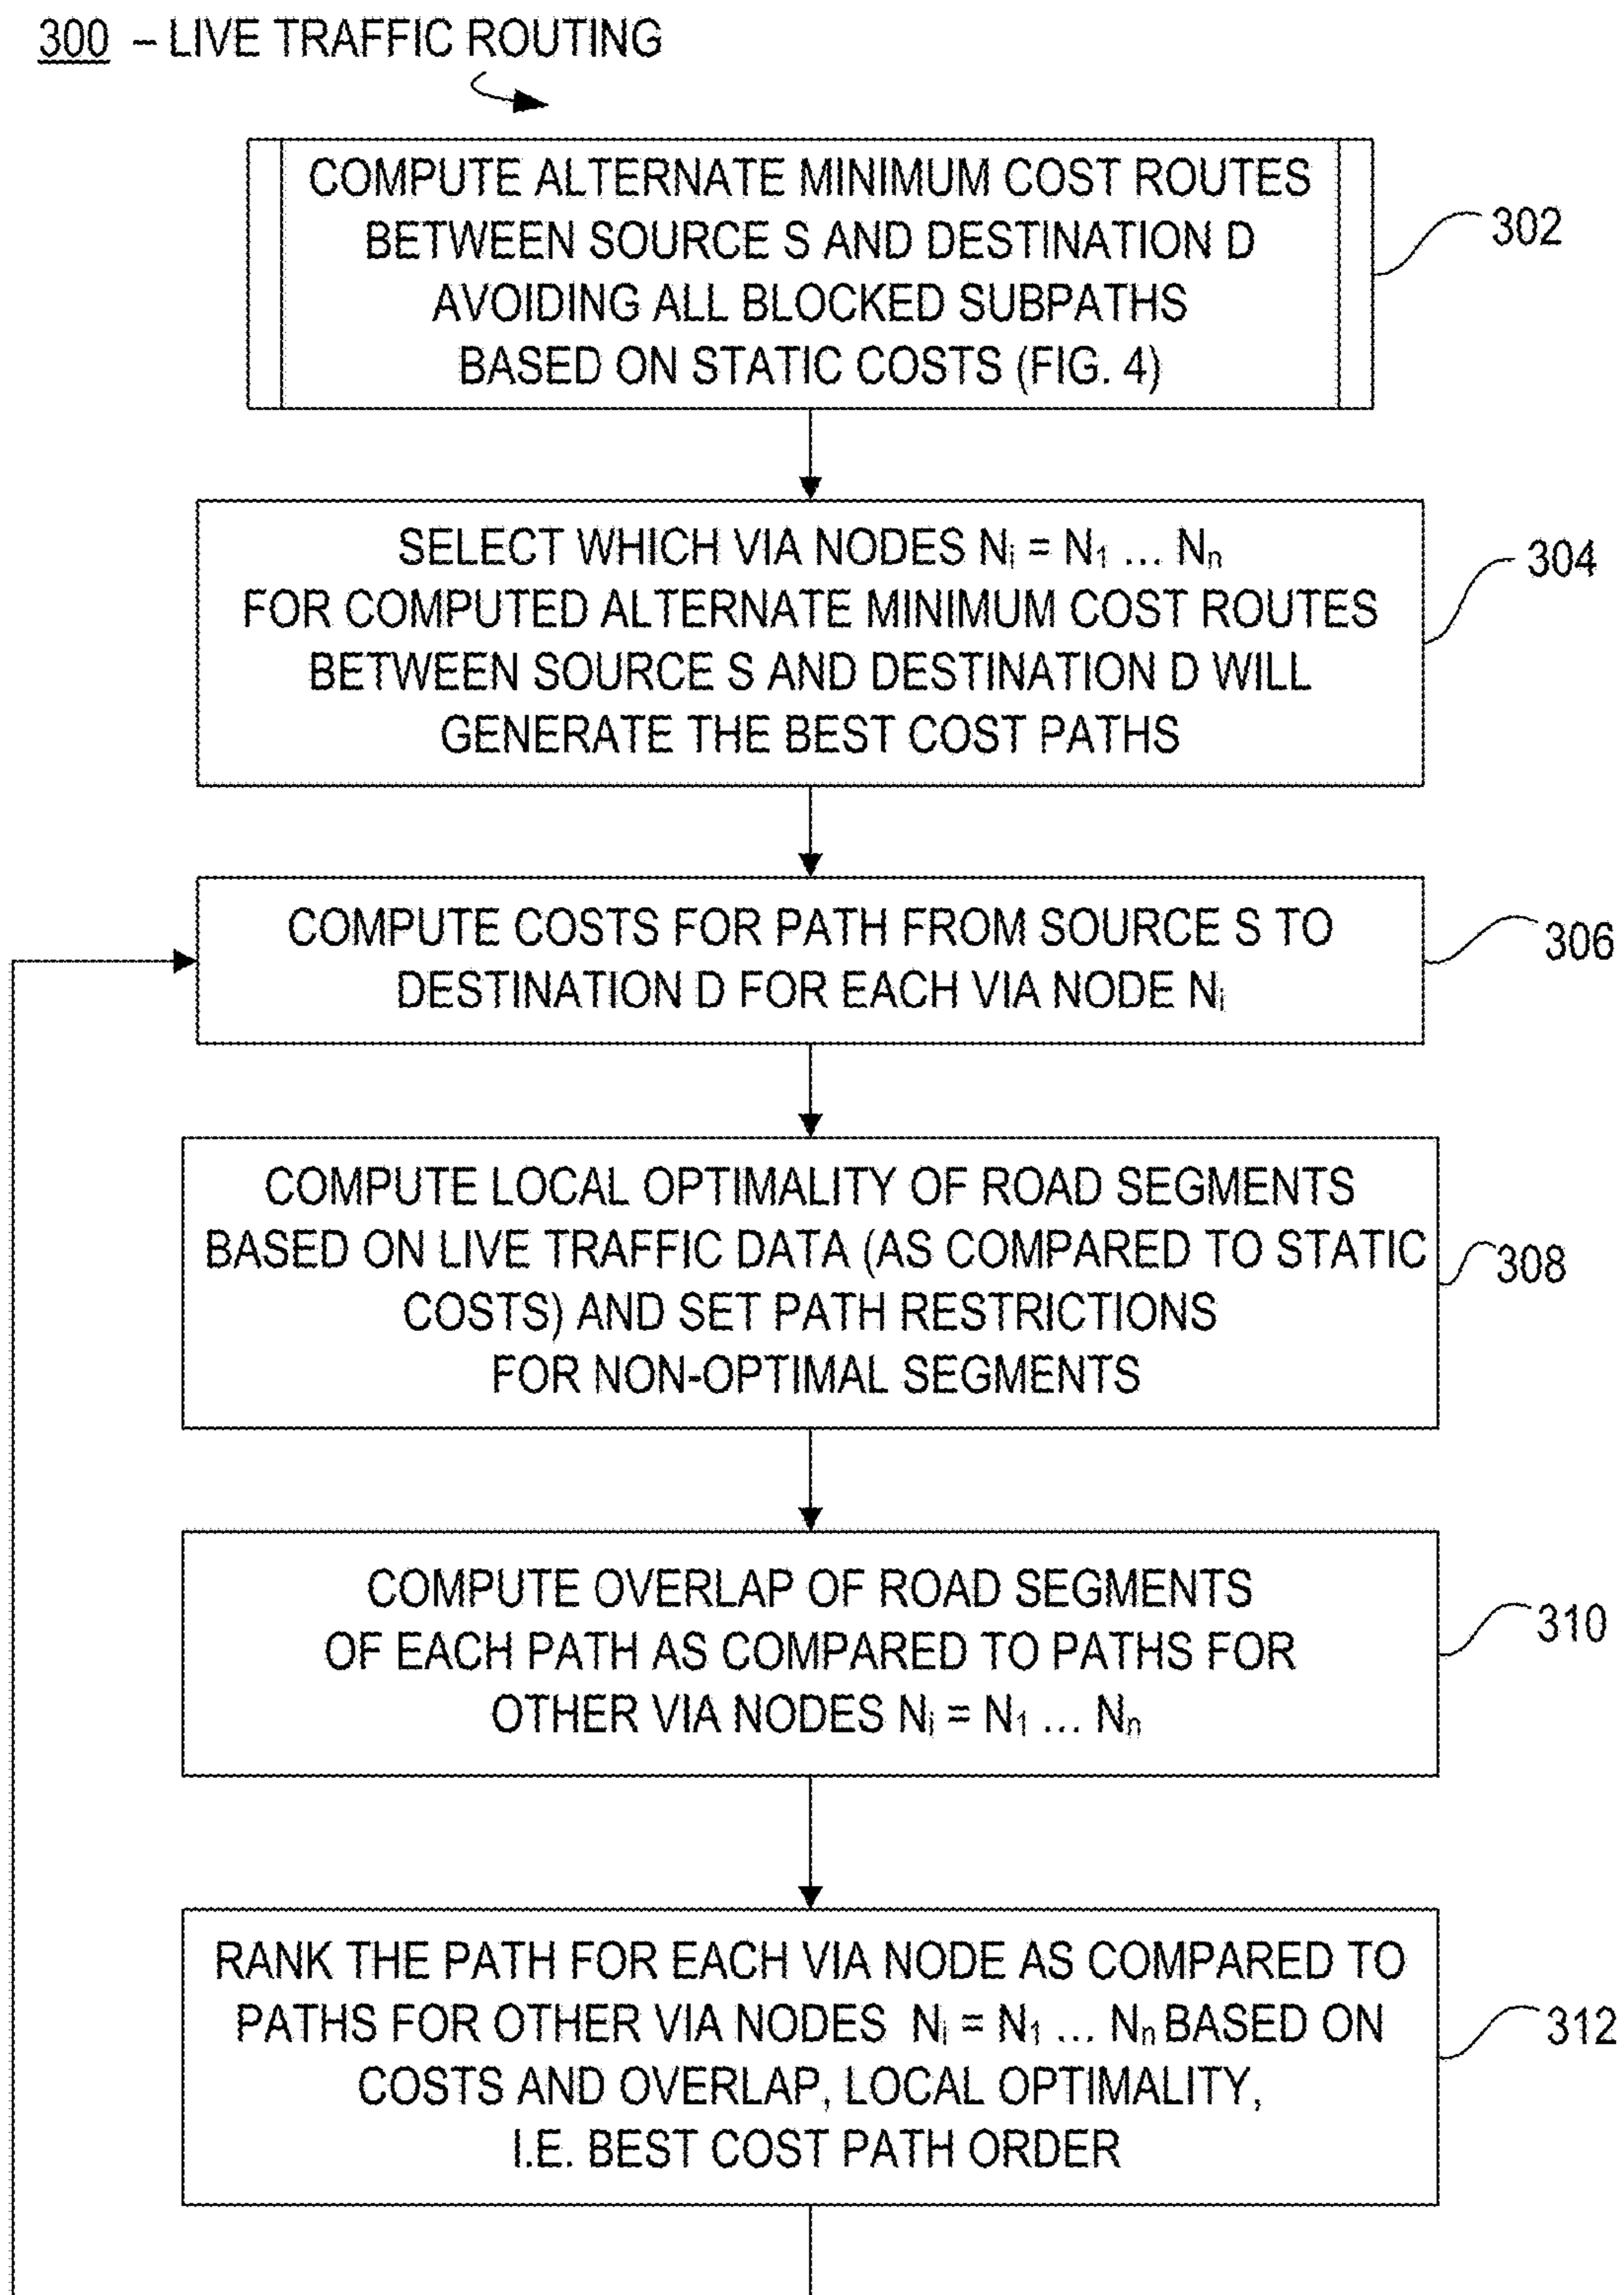 300 – LIVE TRAFFIC ROUTING
COMPUTE ALTERNATE MINIMUM COST ROUTES
BETWEEN SOURCE S AND DESTINATION D
AVOIDING ALL BLOCKED SUBPATHS
BASED ON STATIC COSTS (FIG. 4)
302
SELECT WHICH VIA NODES Nᵢ = N₁ ... Nₙ
FOR COMPUTED ALTERNATE MINIMUM COST ROUTES
BETWEEN SOURCE S AND DESTINATION D WILL
GENERATE THE BEST COST PATHS
304
COMPUTE COSTS FOR PATH FROM SOURCE S TO
DESTINATION D FOR EACH VIA NODE Nᵢ
306
COMPUTE LOCAL OPTIMALITY OF ROAD SEGMENTS
BASED ON LIVE TRAFFIC DATA (AS COMPARED TO STATIC
COSTS) AND SET PATH RESTRICTIONS
FOR NON-OPTIMAL SEGMENTS
308
COMPUTE OVERLAP OF ROAD SEGMENTS
OF EACH PATH AS COMPARED TO PATHS FOR
OTHER VIA NODES Nᵢ = N₁ ... Nₙ
310
RANK THE PATH FOR EACH VIA NODE AS COMPARED TO
PATHS FOR OTHER VIA NODES Nᵢ = N₁ ... Nₙ BASED ON
COSTS AND OVERLAP, LOCAL OPTIMALITY,
I.E. BEST COST PATH ORDER
312